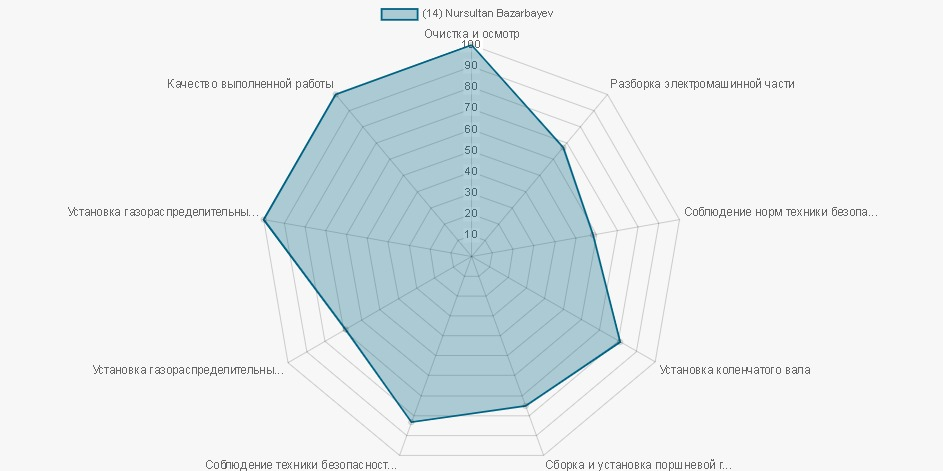 (14) Nursultan Bazarbayev
Очистка и осмотр
100
90
80
70
60
50
40
30
20
10
Качество выполненной работы
Разборка электромашинной части
Установка газораспределительны...
Соблюдение норм техники безопа...
Установка газораспределительны...
Установка коленчатого вала
Соблюдение техники безопасност...
Сборка и установка поршневой г...